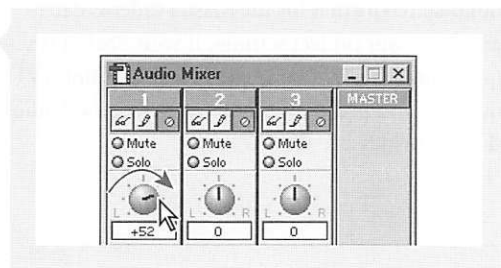 Audio Mixer
1 2 3 MASTER
Mute Mute Mute
Solo Solo Solo
L L R L R
+52 0 0